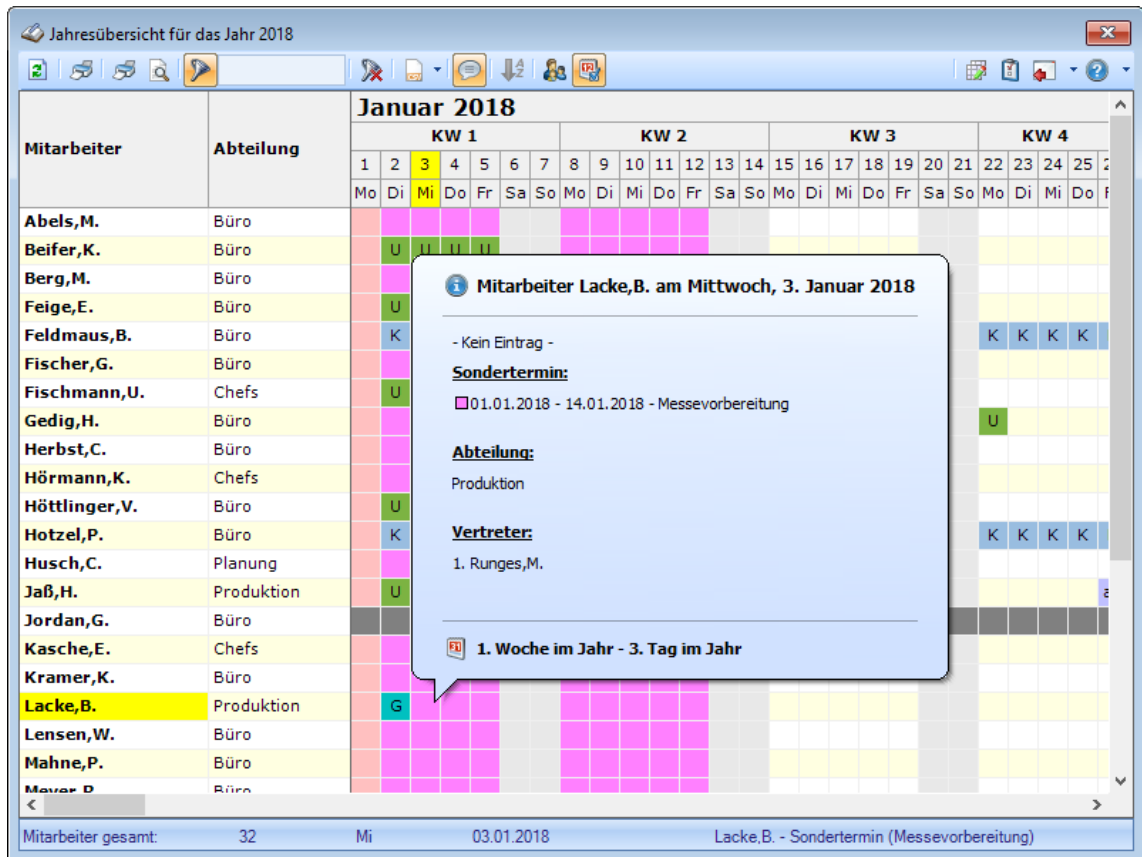 Jahresübersicht für das Jahr 2018
Januar 2018
Mitarbeiter Abteilung
KW 1 KW 2 KW 3 KW 4
1 2 3 4 5 6 7 8 9 10 11 12 13 14 15 16 17 18 19 20 21 22 23 24 25
Mo Di Mi Do Fr Sa So Mo Di Mi Do Fr Sa So Mo Di Mi Do Fr Sa So Mo Di Mi Do
Abels,M. Büro
Beifer,K. Büro U U U U
Berg,M. Büro
Feige,E. Büro U
Feldmaus,B. Büro K K K K K
Fischer,G. Büro
Fischmann,U. Chefs U
Gedig,H. Büro U
Herbst,C. Büro
Hörmann,K. Chefs
Höttlinger,V. Büro U
Hotzel,P. Büro K K K K K
Husch,C. Planung
Jaß,H. Produktion U
Jordan,G. Büro
Kasche,E. Chefs
Kramer,K. Büro
Lacke,B. Produktion G
Lensen,W. Büro
Mahne,P. Büro
Mitarbeiter Lacke,B. am Mittwoch, 3. Januar 2018
- Kein Eintrag -
Sondertermin:
01.01.2018 - 14.01.2018 - Messevorbereitung
Abteilung:
Produktion
Vertreter:
1. Runges,M.
1. Woche im Jahr - 3. Tag im Jahr
Mitarbeiter gesamt: 32 Mi 03.01.2018 Lacke,B. - Sondertermin (Messevorbereitung)